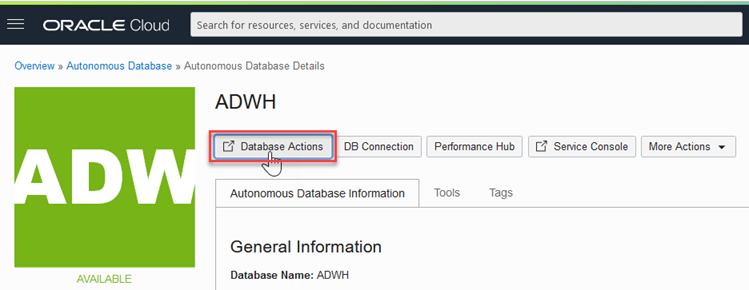 ORACLE Cloud
Search for resources, services, and documentation
Overview » Autonomous Database » Autonomous Database Details
ADW
AVAILABLE
ADWH
Database Actions
DB Connection
Performance Hub
Service Console
More Actions
Autonomous Database Information
Tools
Tags
General Information
Database Name: ADWH